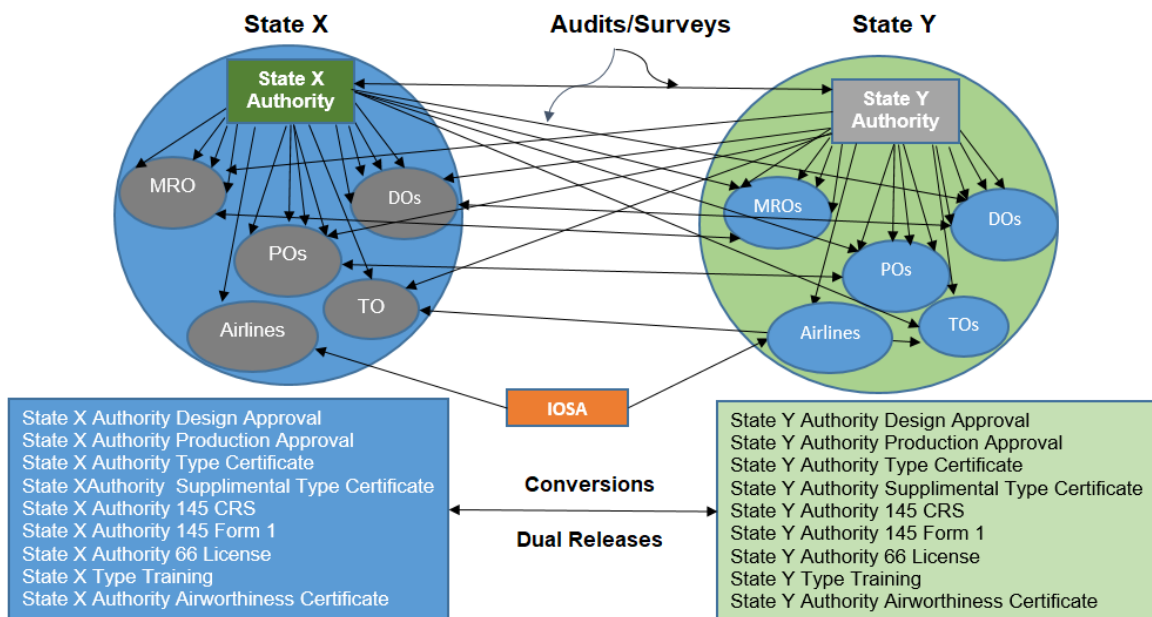 State X
Audits/Surveys
State Y
State X
Authority
State Y
Authority
MRO
DOs
POs
TO
Airlines
MROs
DOs
POs
TOs
Airlines
IOSA
State X Authority Design Approval
State X Authority Production Approval
State X Authority Type Certificate
State XAuthority  Supplimental Type Certificate
State X Authority 145 CRS
State X Authority 145 Form 1
State X Authority 66 License
State X Type Training
State X Authority Airworthiness Certificate
Conversions
Dual Releases
State Y Authority Design Approval
State Y Authority Production Approval
State Y Authority Type Certificate
State Y Authority Supplimental Type Certificate
State Y Authority 145 CRS
State Y Authority 145 Form 1
State Y Authority 66 License
State Y Type Training
State Y Authority Airworthiness Certificate